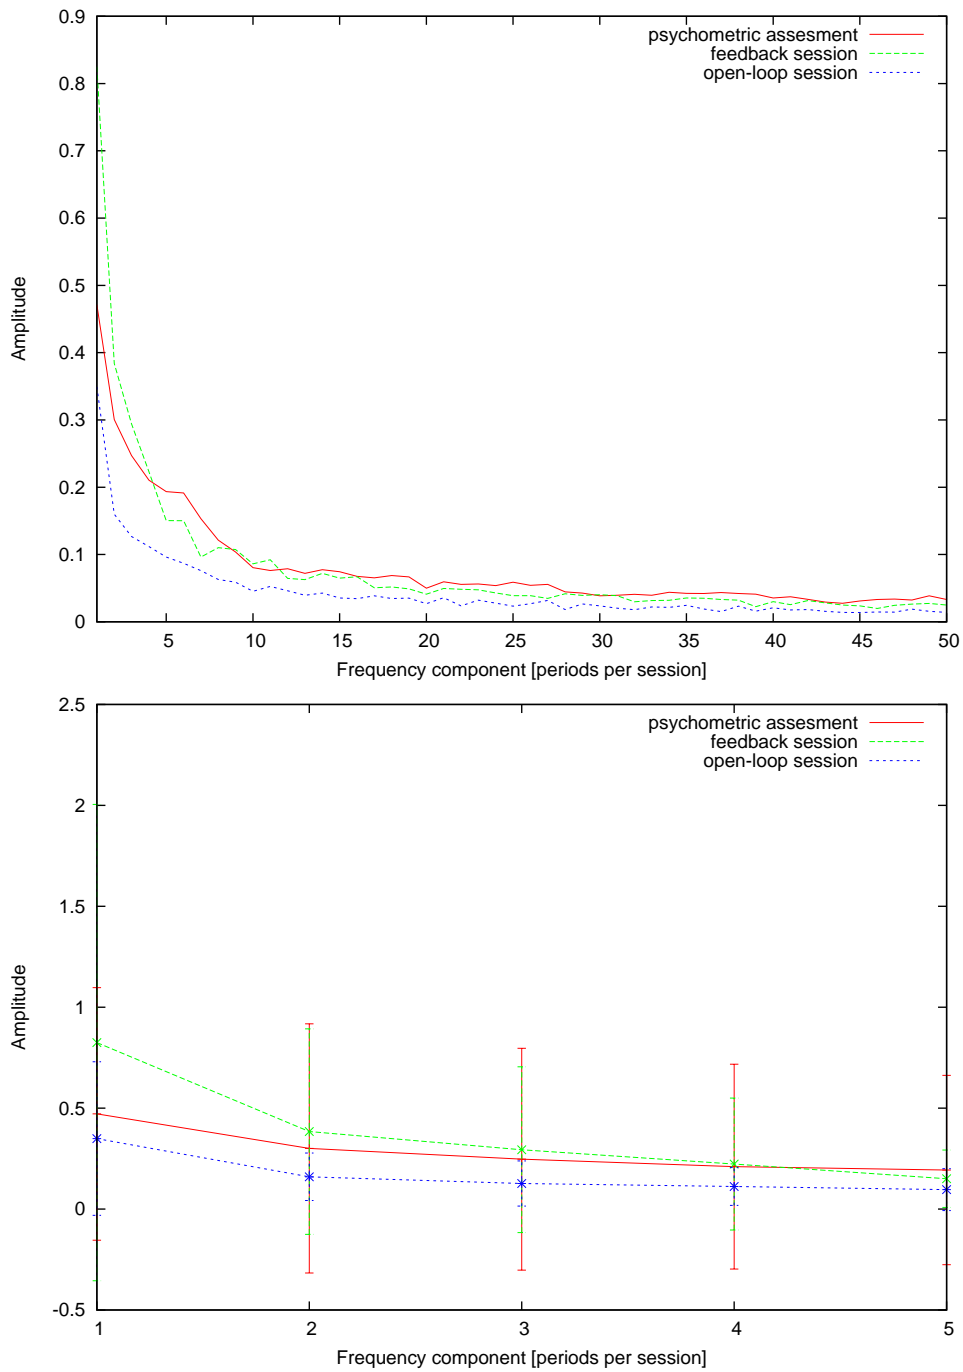 0.9
0.8
0.7
0.6
0.5
0.4
0.3
0.2
0.1
0
Amplitude
psychometric assesment
feedback session
open-loop session
5 10 15 20 25 30 35 40 45 50
Frequency component [periods per session]
2.5
2
1.5
1
0.5
0
-0.5
Amplitude
psychometric assesment
feedback session
open-loop session
1 2 3 4 5
Frequency component [periods per session]